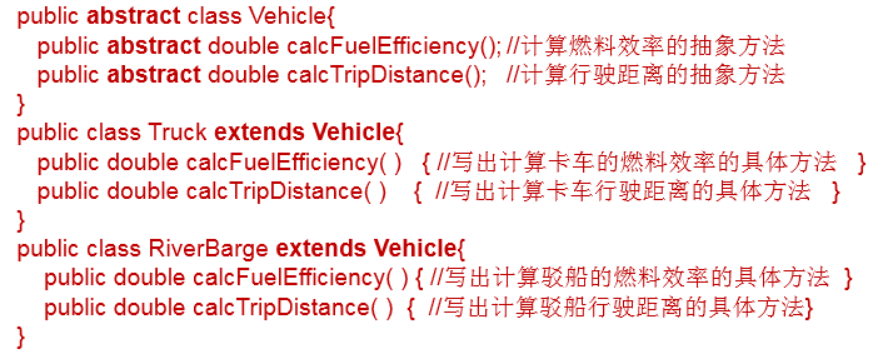 public abstract class Vehicle{
public abstract double calcFuelEfficiency(); //计算燃料效率的抽象方法
public abstract double calcTripDistance(); //计算行驶距离的抽象方法
}
public class Truck extends Vehicle{
public double calcFuelEfficiency( ) { //写出计算卡车的燃料效率的具体方法 }
public double calcTripDistance( ) { //写出计算卡车行驶距离的具体方法 }
}
public class RiverBarge extends Vehicle{
public double calcFuelEfficiency( ) { //写出计算驳船的燃料效率的具体方法 }
public double calcTripDistance( ) { //写出计算驳船行驶距离的具体方法}
}